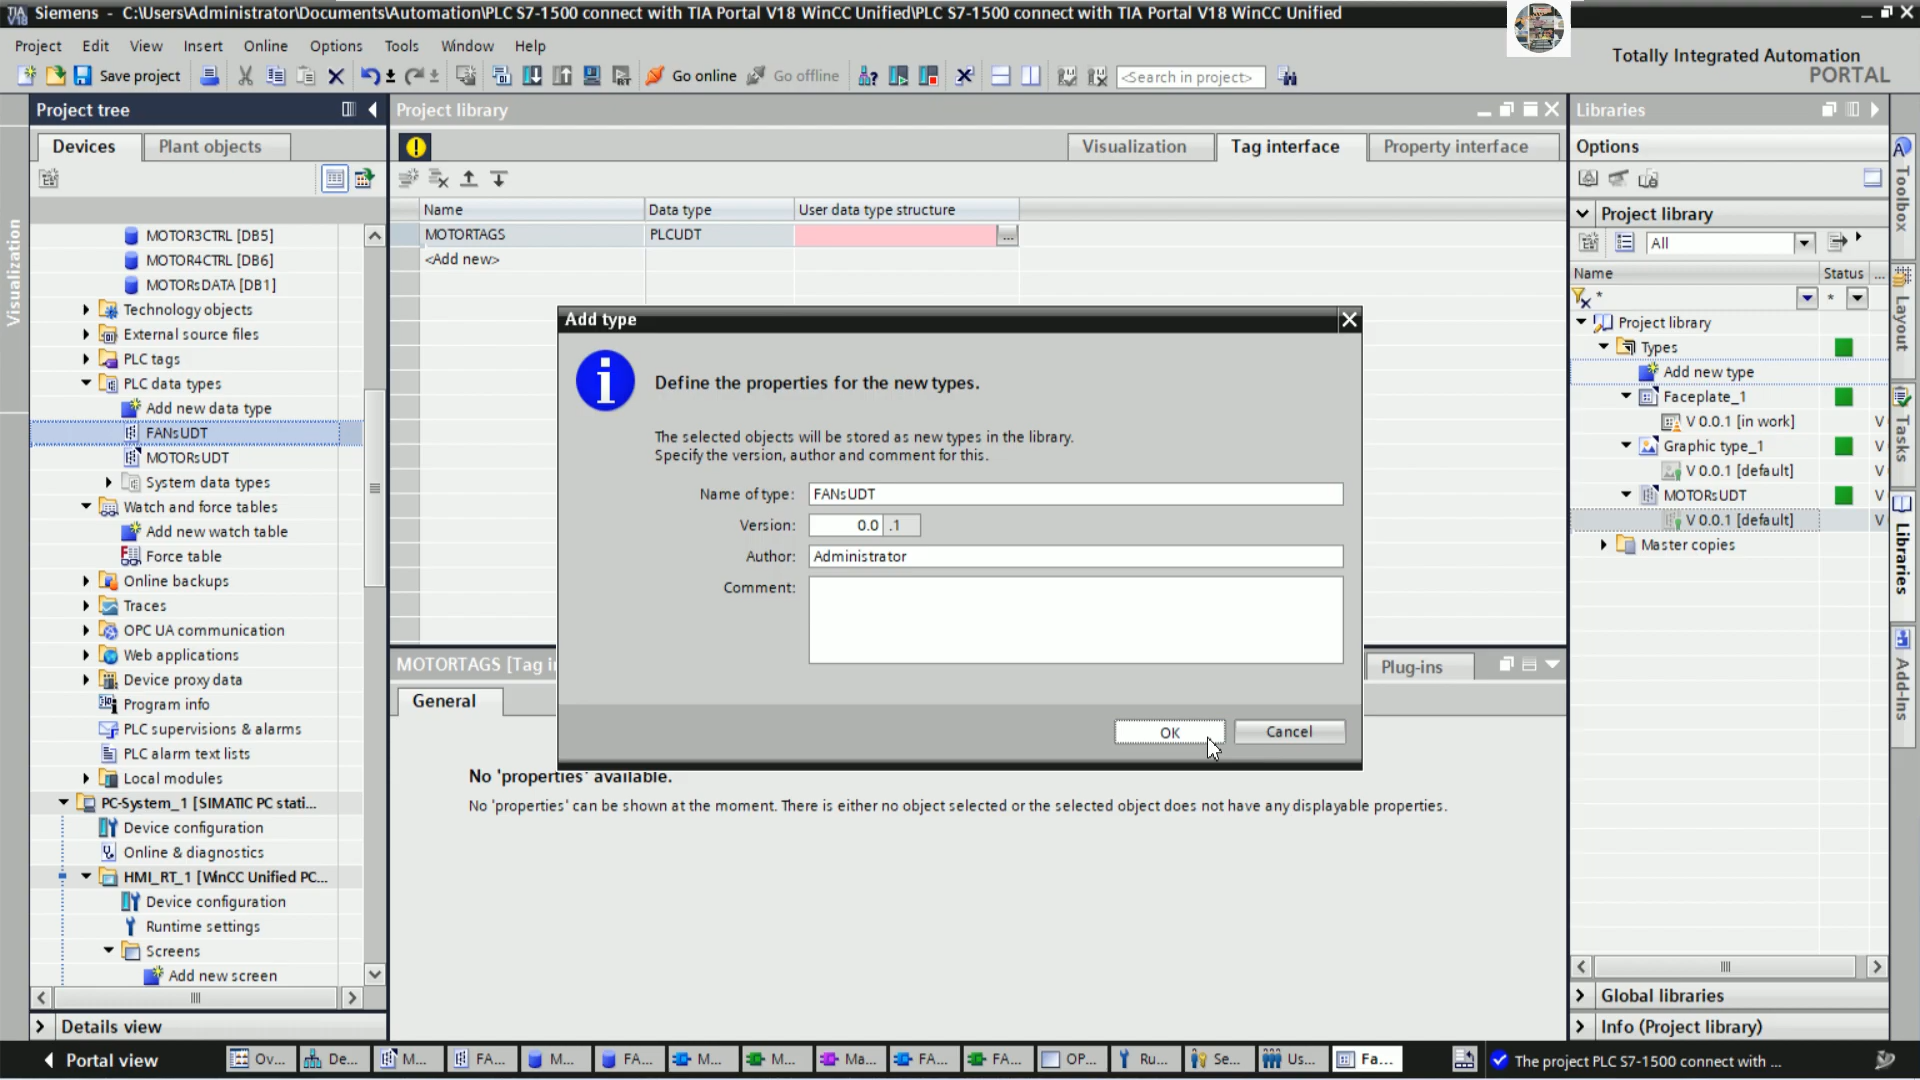 Siemens - C:\Users\Administrator\Documents\Automation\PLC S7-1500 connect with TIA Portal V18 WinCC Unified\PLC S7-1500 connect with TIA Portal V18 WinCC Unified
Project Edit View Insert Online Options Tools Window Help
Totally Integrated Automation
PORTAL
Save project Go online Go offline <Search in project>
Project tree
Devices Plant objects
MOTOR3CTRL [DB5]
MOTOR4CTRL [DB6]
MOTORsDATA [DB1]
Technology objects
External source files
PLC tags
PLC data types
Add new data type
FANsUDT
MOTORsUDT
System data types
Watch and force tables
Add new watch table
Force table
Online backups
Traces
OPC UA communication
Web applications
Device proxy data
Program info
PLC supervisions & alarms
PLC alarm text lists
Local modules
PC-System_1 [SIMATIC PC stati...
Device configuration
Online & diagnostics
HMI_RT_1 [WinCC Unified PC...
Device configuration
Runtime settings
Screens
Add new screen
Details view
Visualization
Project library
Visualization Tag interface Property interface
Name Data type User data type structure
MOTORTAGS PLCUDT ...
<Add new>
Add type
Define the properties for the new types.
The selected objects will be stored as new types in the library.
Specify the version, author and comment for this.
Name of type: FANsUDT
Version: 0.0 .1
Author: Administrator
Comment:
OK Cancel
MOTORTAGS [Tag in
Plug-ins
General
No 'properties' available.
No 'properties' can be shown at the moment. There is either no object selected or the selected object does not have any displayable properties.
Libraries
Options
Project library
All
Name Status ...
* *
Project library
Types
Add new type
Faceplate_1
V 0.0.1 [in work] V
Graphic type_1
V 0.0.1 [default] V
MOTORsUDT V
V 0.0.1 [default] V
Master copies
Global libraries
Info (Project library)
Toolbox
Layout
Tasks
Libraries
Add-Ins
Portal view
Ov...
De...
M...
FA...
M...
FA...
M...
M...
Ma...
FA...
FA...
OP...
Ru...
Se...
Us...
Fa...
The project PLC S7-1500 connect with ...